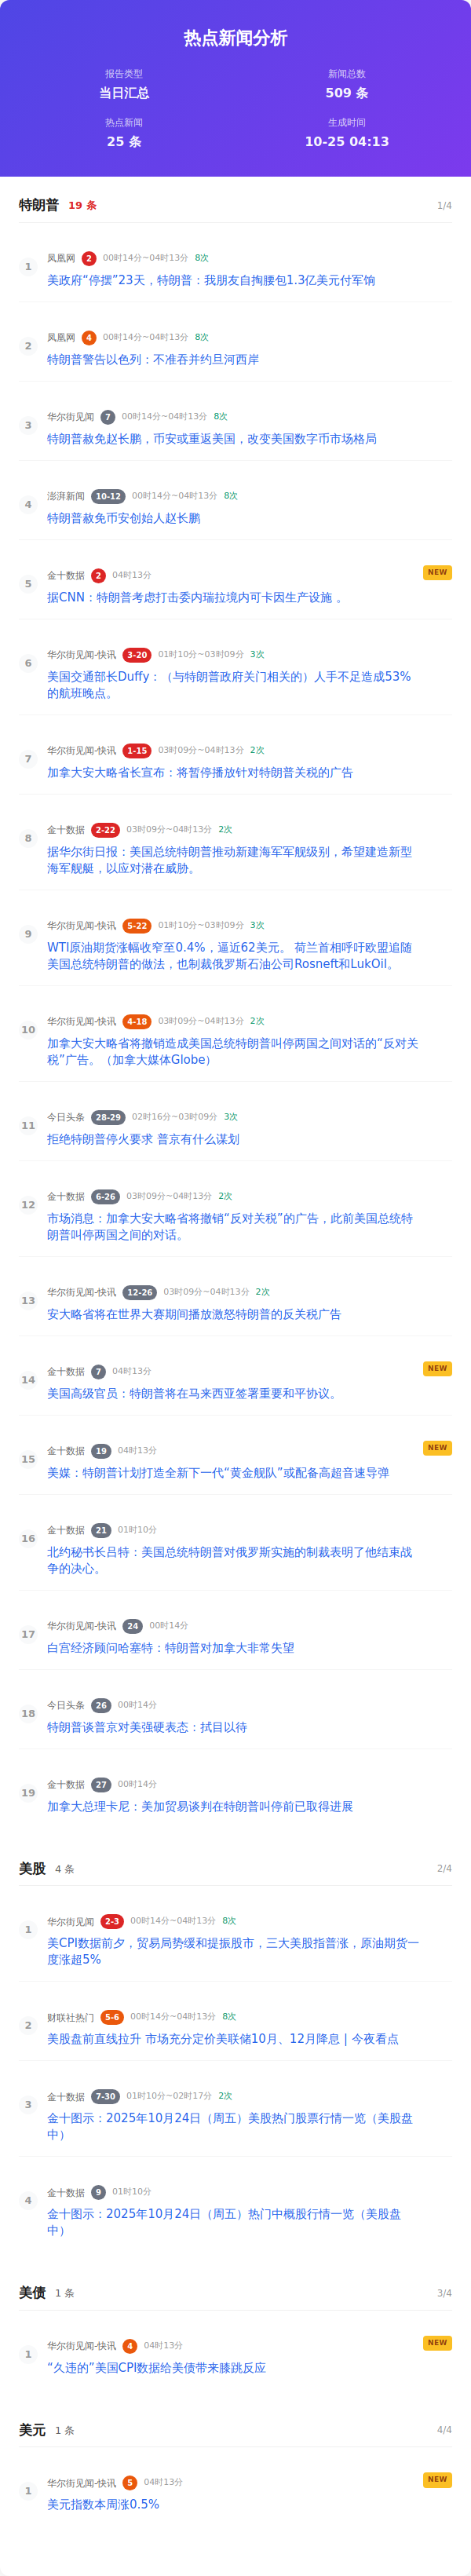 热点新闻分析
报告类型
新闻总数
当日汇总
509 条
热点新闻
生成时间
25 条
10-25 04:13
特朗普 19 条 1/4
1
凤凰网 2 00时14分~04时13分 8次
美政府“停摆”23天，特朗普：我朋友自掏腰包1.3亿美元付军饷
2
凤凰网 4 00时14分~04时13分 8次
特朗普警告以色列：不准吞并约旦河西岸
3
华尔街见闻 7 00时14分~04时13分 8次
特朗普赦免赵长鹏，币安或重返美国，改变美国数字币市场格局
4
澎湃新闻 10-12 00时14分~04时13分 8次
特朗普赦免币安创始人赵长鹏
5
金十数据 2 04时13分 NEW
据CNN：特朗普考虑打击委内瑞拉境内可卡因生产设施 。
6
华尔街见闻-快讯 3-20 01时10分~03时09分 3次
美国交通部长Duffy：（与特朗普政府关门相关的）人手不足造成53%
的航班晚点。
7
华尔街见闻-快讯 1-15 03时09分~04时13分 2次
加拿大安大略省长宣布：将暂停播放针对特朗普关税的广告
8
金十数据 2-22 03时09分~04时13分 2次
据华尔街日报：美国总统特朗普推动新建海军军舰级别，希望建造新型
海军舰艇，以应对潜在威胁。
9
华尔街见闻-快讯 5-22 01时10分~03时09分 3次
WTI原油期货涨幅收窄至0.4%，逼近62美元。 荷兰首相呼吁欧盟追随
美国总统特朗普的做法，也制裁俄罗斯石油公司Rosneft和LukOil。
10
华尔街见闻-快讯 4-18 03时09分~04时13分 2次
加拿大安大略省将撤销造成美国总统特朗普叫停两国之间对话的“反对关
税”广告。（加拿大媒体Globe）
11
今日头条 28-29 02时16分~03时09分 3次
拒绝特朗普停火要求 普京有什么谋划
12
金十数据 6-26 03时09分~04时13分 2次
市场消息：加拿大安大略省将撤销“反对关税”的广告，此前美国总统特
朗普叫停两国之间的对话。
13
华尔街见闻-快讯 12-26 03时09分~04时13分 2次
安大略省将在世界大赛期间播放激怒特朗普的反关税广告
14
金十数据 7 04时13分 NEW
美国高级官员：特朗普将在马来西亚签署重要和平协议。
15
金十数据 19 04时13分 NEW
美媒：特朗普计划打造全新下一代“黄金舰队”或配备高超音速导弹
16
金十数据 21 01时10分
北约秘书长吕特：美国总统特朗普对俄罗斯实施的制裁表明了他结束战
争的决心。
17
华尔街见闻-快讯 24 00时14分
白宫经济顾问哈塞特：特朗普对加拿大非常失望
18
今日头条 26 00时14分
特朗普谈普京对美强硬表态：拭目以待
19
金十数据 27 00时14分
加拿大总理卡尼：美加贸易谈判在特朗普叫停前已取得进展
美股 4 条 2/4
1
华尔街见闻 2-3 00时14分~04时13分 8次
美CPI数据前夕，贸易局势缓和提振股市，三大美股指普涨，原油期货一
度涨超5%
2
财联社热门 5-6 00时14分~04时13分 8次
美股盘前直线拉升 市场充分定价美联储10月、12月降息 | 今夜看点
3
金十数据 7-30 01时10分~02时17分 2次
金十图示：2025年10月24日（周五）美股热门股票行情一览（美股盘
中）
4
金十数据 9 01时10分
金十图示：2025年10月24日（周五）热门中概股行情一览（美股盘
中）
美债 1 条 3/4
1
华尔街见闻-快讯 4 04时13分 NEW
“久违的”美国CPI数据给美债带来膝跳反应
美元 1 条 4/4
1
华尔街见闻-快讯 5 04时13分 NEW
美元指数本周涨0.5%